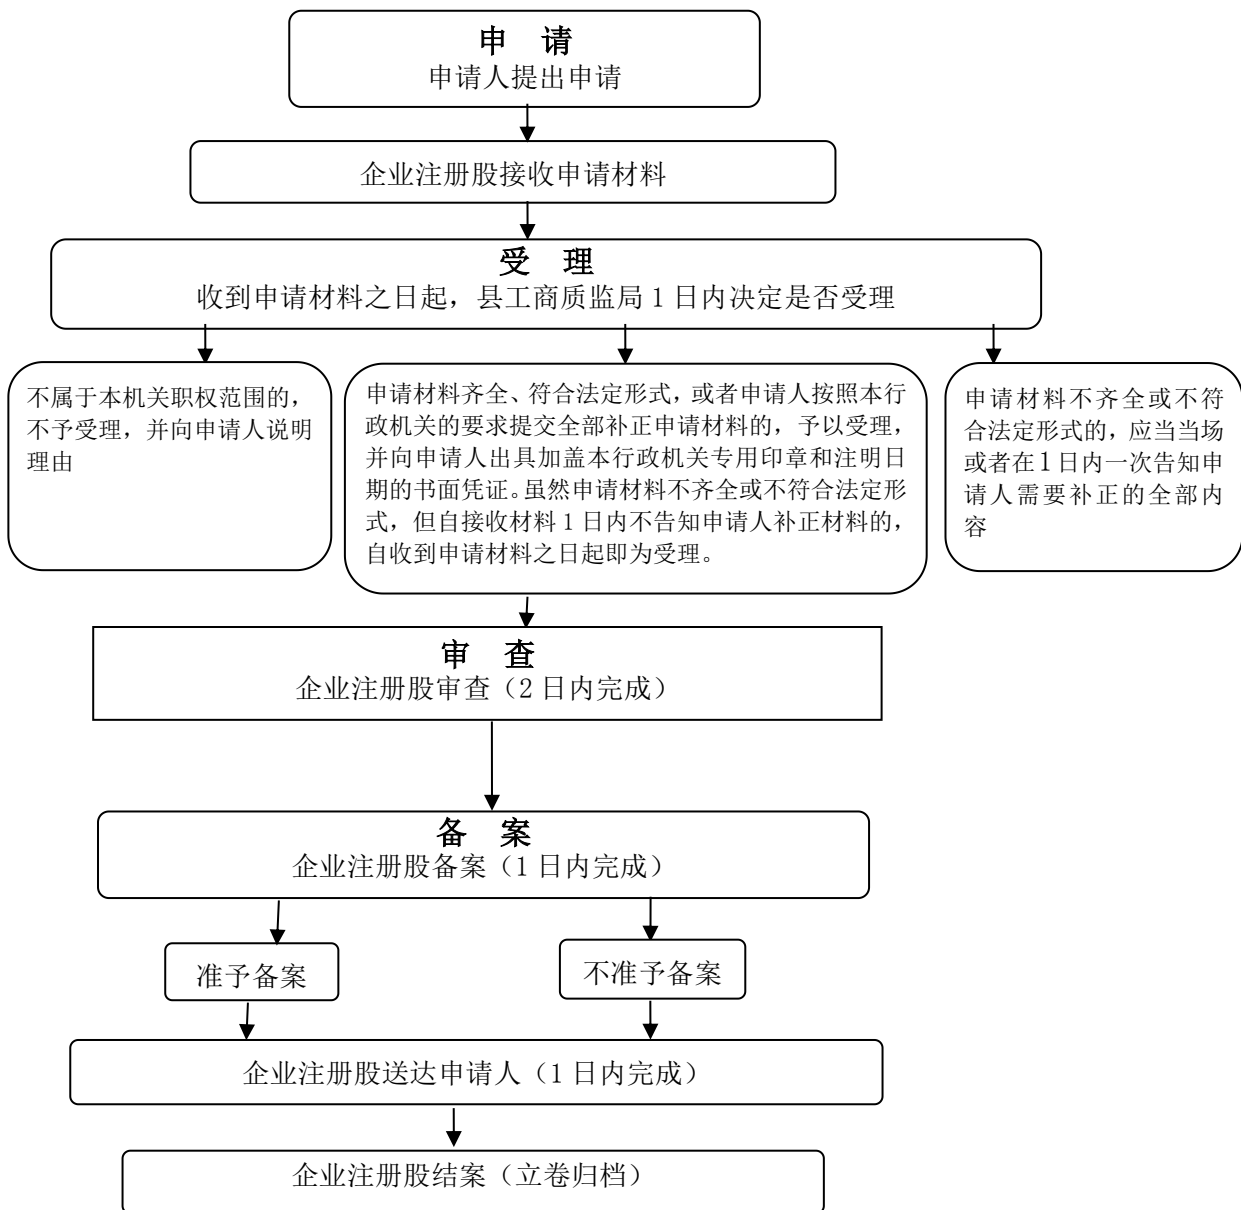 申 请
申请人提出申请
企业注册股接收申请材料
受 理
收到申请材料之日起，县工商质监局 1 日内决定是否受理
不属于本机关职权范围的，
不予受理，并向申请人说明
理由
申请材料齐全、符合法定形式，或者申请人按照本行
政机关的要求提交全部补正申请材料的，予以受理，
并向申请人出具加盖本行政机关专用印章和注明日
期的书面凭证。虽然申请材料不齐全或不符合法定形
式，但自接收材料 1 日内不告知申请人补正材料的，
自收到申请材料之日起即为受理。
申请材料不齐全或不符
合法定形式的，应当当场
或者在 1 日内一次告知申
请人需要补正的全部内
容
审 查
企业注册股审查（2 日内完成）
备 案
企业注册股备案（1 日内完成）
准予备案
不准予备案
企业注册股送达申请人（1 日内完成）
企业注册股结案（立卷归档）